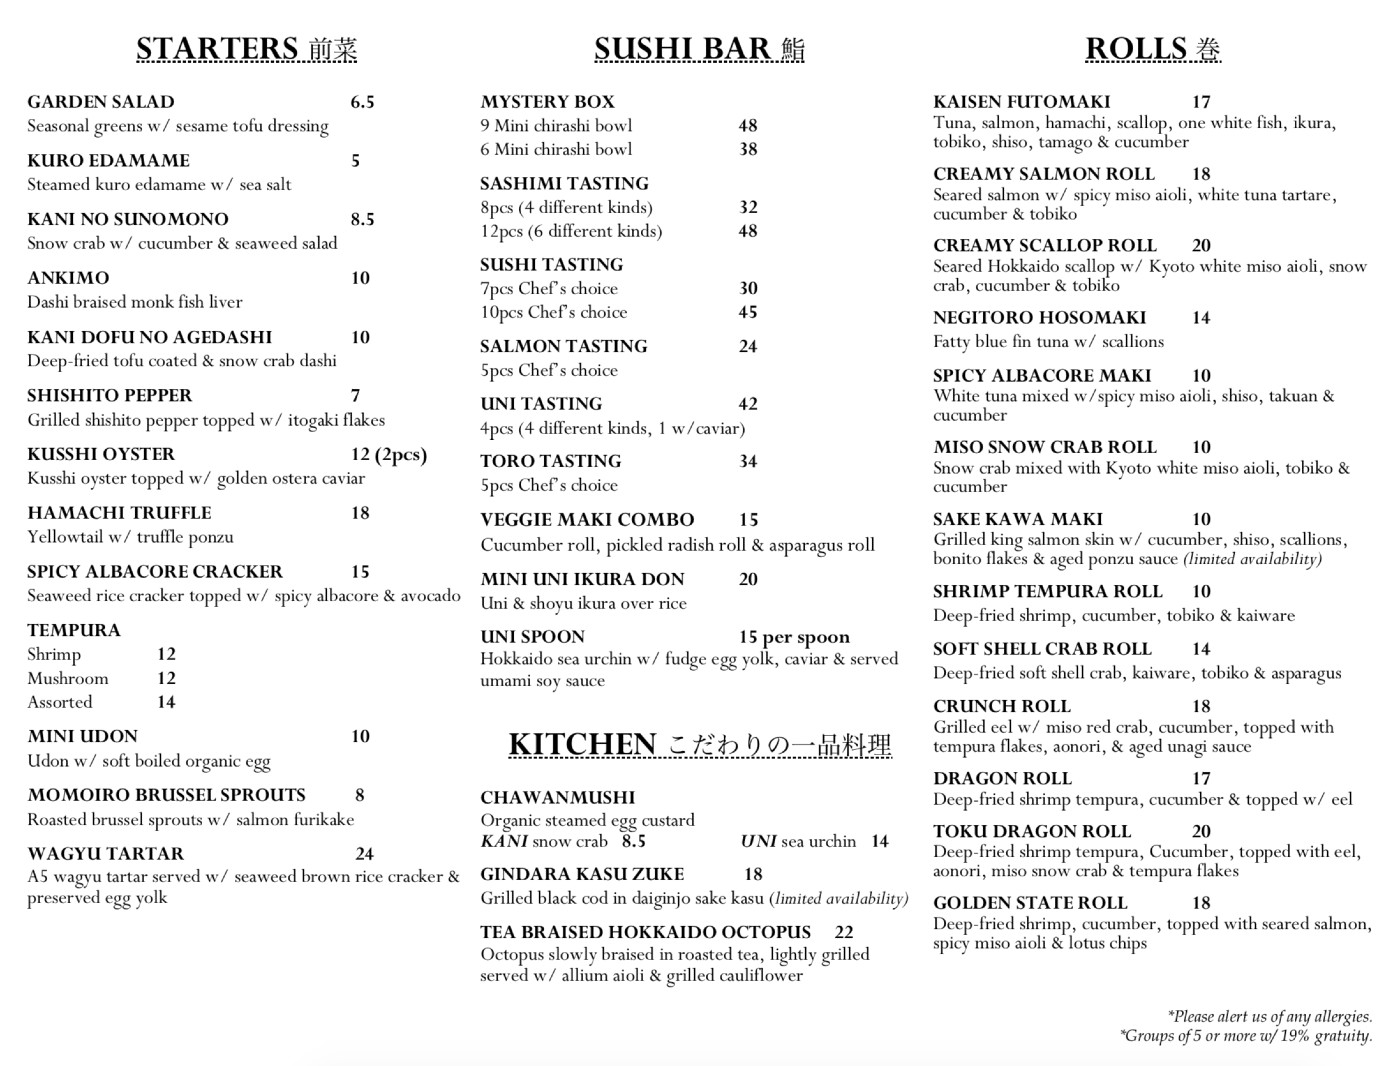 STARTERS 前菜
GARDEN SALAD 6.5
Seasonal greens w/ sesame tofu dressing
KURO EDAMAME 5
Steamed kuro edamame w/ sea salt
KANI NO SUNOMONO 8.5
Snow crab w/ cucumber & seaweed salad
ANKIMO 10
Dashi braised monk fish liver
KANI DOFU NO AGEDASHI 10
Deep-fried tofu coated & snow crab dashi
SHISHITO PEPPER 7
Grilled shishito pepper topped w/ itogaki flakes
KUSSHI OYSTER 12 (2pcs)
Kusshi oyster topped w/ golden ostera caviar
HAMACHI TRUFFLE 18
Yellowtail w/ truffle ponzu
SPICY ALBACORE CRACKER 15
Seaweed rice cracker topped w/ spicy albacore & avocado
TEMPURA
Shrimp 12
Mushroom 12
Assorted 14
MINI UDON 10
Udon w/ soft boiled organic egg
MOMOIRO BRUSSEL SPROUTS 8
Roasted brussel sprouts w/ salmon furikake
WAGYU TARTAR 24
A5 wagyu tartar served w/ seaweed brown rice cracker &
preserved egg yolk
SUSHI BAR 鮨
MYSTERY BOX
9 Mini chirashi bowl 48
6 Mini chirashi bowl 38
SASHIMI TASTING
8pcs (4 different kinds) 32
12pcs (6 different kinds) 48
SUSHI TASTING
7pcs Chef's choice 30
10pcs Chef's choice 45
SALMON TASTING 24
5pcs Chef's choice
UNI TASTING 42
4pcs (4 different kinds, 1 w/caviar)
TORO TASTING 34
5pcs Chef's choice
VEGGIE MAKI COMBO 15
Cucumber roll, pickled radish roll & asparagus roll
MINI UNI IKURA DON 20
Uni & shoyu ikura over rice
UNI SPOON 15 per spoon
Hokkaido sea urchin w/ fudge egg yolk, caviar & served
umami soy sauce
KITCHEN こだわりの一品料理
CHAWANMUSHI
Organic steamed egg custard
KANI snow crab 8.5 UNI sea urchin 14
GINDARA KASU ZUKE 18
Grilled black cod in daiginjo sake kasu (limited availability)
TEA BRAISED HOKKAIDO OCTOPUS 22
Octopus slowly braised in roasted tea, lightly grilled
served w/ allium aioli & grilled cauliflower
ROLLS 巻
KAISEN FUTOMAKI 17
Tuna, salmon, hamachi, scallop, one white fish, ikura,
tobiko, shiso, tamago & cucumber
CREAMY SALMON ROLL 18
Seared salmon w/ spicy miso aioli, white tuna tartare,
cucumber & tobiko
CREAMY SCALLOP ROLL 20
Seared Hokkaido scallop w/ Kyoto white miso aioli, snow
crab, cucumber & tobiko
NEGITORO HOSOMAKI 14
Fatty blue fin tuna w/ scallions
SPICY ALBACORE MAKI 10
White tuna mixed w/spicy miso aioli, shiso, takuan &
cucumber
MISO SNOW CRAB ROLL 10
Snow crab mixed with Kyoto white miso aioli, tobiko &
cucumber
SAKE KAWA MAKI 10
Grilled king salmon skin w/ cucumber, shiso, scallions,
bonito flakes & aged ponzu sauce (limited availability)
SHRIMP TEMPURA ROLL 10
Deep-fried shrimp, cucumber, tobiko & kaiware
SOFT SHELL CRAB ROLL 14
Deep-fried soft shell crab, kaiware, tobiko & asparagus
CRUNCH ROLL 18
Grilled eel w/ miso red crab, cucumber, topped with
tempura flakes, aonori, & aged unagi sauce
DRAGON ROLL 17
Deep-fried shrimp tempura, cucumber & topped w/ eel
TOKU DRAGON ROLL 20
Deep-fried shrimp tempura, Cucumber, topped with eel,
aonori, miso snow crab & tempura flakes
GOLDEN STATE ROLL 18
Deep-fried shrimp, cucumber, topped with seared salmon,
spicy miso aioli & lotus chips
*Please alert us of any allergies.
*Groups of 5 or more w/ 19% gratuity.